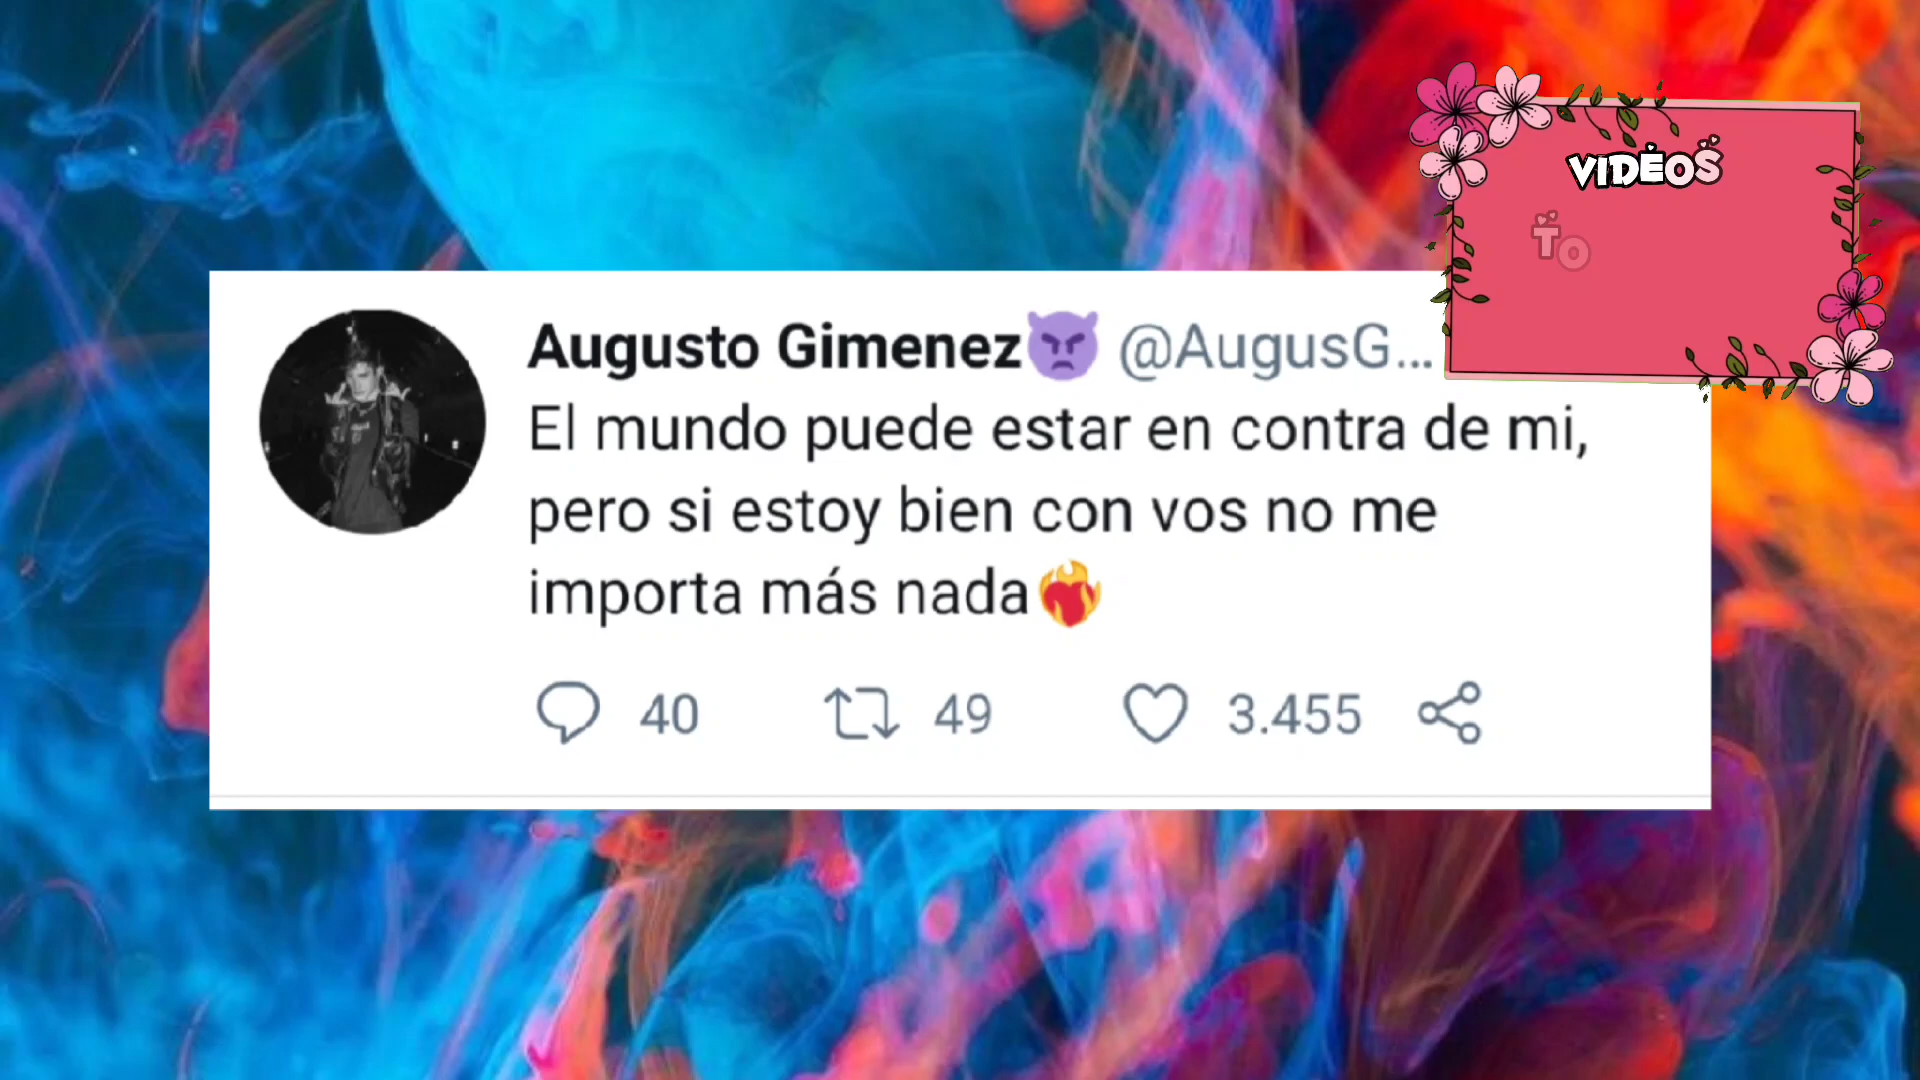 Augusto Gimenez👿 @AugusG...
El mundo puede estar en contra de mi,
pero si estoy bien con vos no me
importa más nada❤️‍🔥
40 49 3.455
VIDEOS
TO